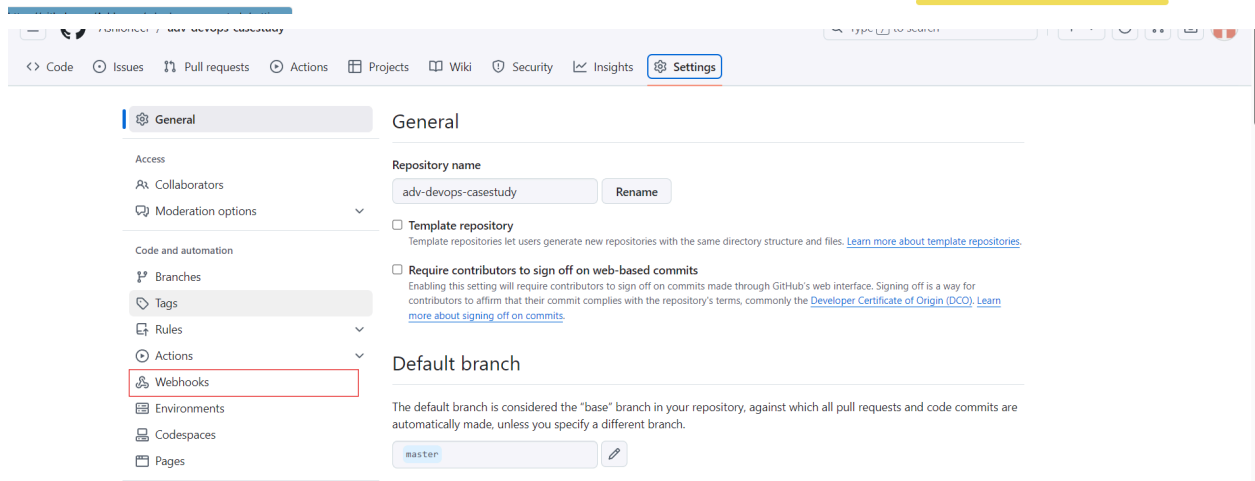 adv-devops-casestudy
Type / to search
Code Issues Pull requests Actions Projects Wiki Security Insights Settings
General
Access
Collaborators
Moderation options
Code and automation
Branches
Tags
Rules
Actions
Webhooks
Environments
Codespaces
Pages
General
Repository name
adv-devops-casestudy Rename
Template repository
Template repositories let users generate new repositories with the same directory structure and files. Learn more about template repositories.
Require contributors to sign off on web-based commits
Enabling this setting will require contributors to sign off on commits made through GitHub's web interface. Signing off is a way for
contributors to affirm that their commit complies with the repository's terms, commonly the Developer Certificate of Origin (DCO). Learn
more about signing off on commits.
Default branch
The default branch is considered the "base" branch in your repository, against which all pull requests and code commits are
automatically made, unless you specify a different branch.
master